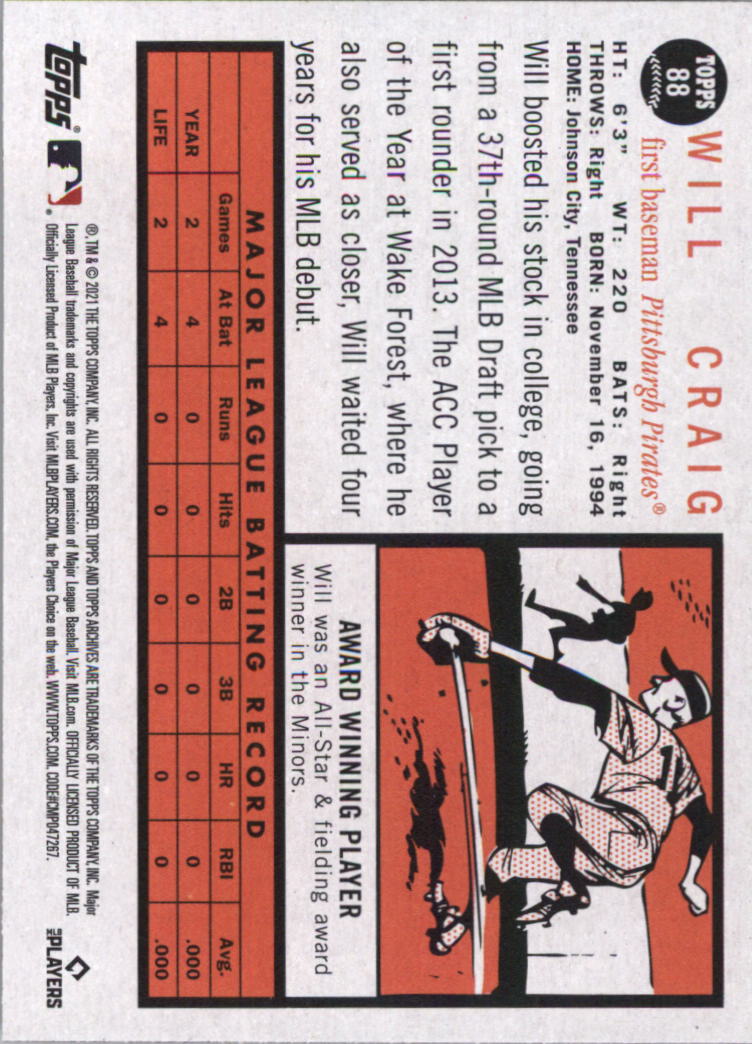 TOPPS
88
WILL CRAIG
first baseman Pittsburgh Pirates®
HT: 6'3" WT: 220 BATS: Right
THROWS: Right BORN: November 16, 1994
HOME: Johnson City, Tennessee
Will boosted his stock in college, going
from a 37th-round MLB Draft pick to a
first rounder in 2013. The ACC Player
of the Year at Wake Forest, where he
also served as closer, Will waited four
years for his MLB debut.
AWARD WINNING PLAYER
Will was an All-Star & fielding award
winner in the Minors.
MAJOR LEAGUE BATTING RECORD
Games At Bat Runs Hits 2B 3B HR RBI Avg.
YEAR 2 4 0 0 0 0 0 0 .000
LIFE 2 4 0 0 0 0 0 0 .000
topps®
®, TM & © 2021 THE TOPPS COMPANY, INC. ALL RIGHTS RESERVED. TOPPS AND TOPPS ARCHIVES ARE TRADEMARKS OF THE TOPPS COMPANY, INC. Major
League Baseball trademarks and copyrights are used with permission of Major League Baseball. Visit MLB.com. OFFICIALLY LICENSED PRODUCT OF MLB
Officially Licensed Product of MLB Players, Inc. Visit MLBPLAYERS.COM, the Players Choice on the web. WWW.TOPPS.COM. CODE#CMP047267.
MLB PLAYERS